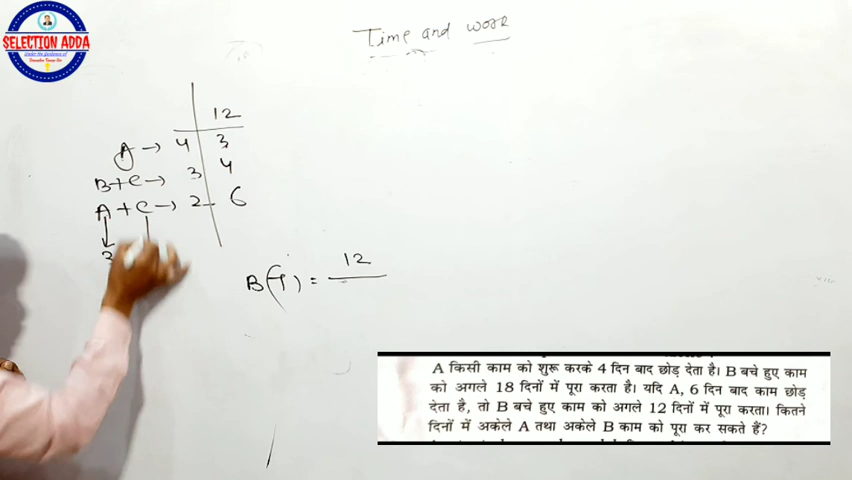 SELECTION ADDA
Time and work
12
A → 4 3
B+C → 3 4
A + C → 2 6
3
B(T) = 12
A किसी काम को शुरू करके 4 दिन बाद छोड़ देता है। B बचे हुए काम
को अगले 18 दिनों में पूरा करता है। यदि A, 6 दिन बाद काम छोड़
देता है, तो B बचे हुए काम को अगले 12 दिनों में पूरा करता। कितने
दिनों में अकेले A तथा अकेले B काम को पूरा कर सकते हैं?